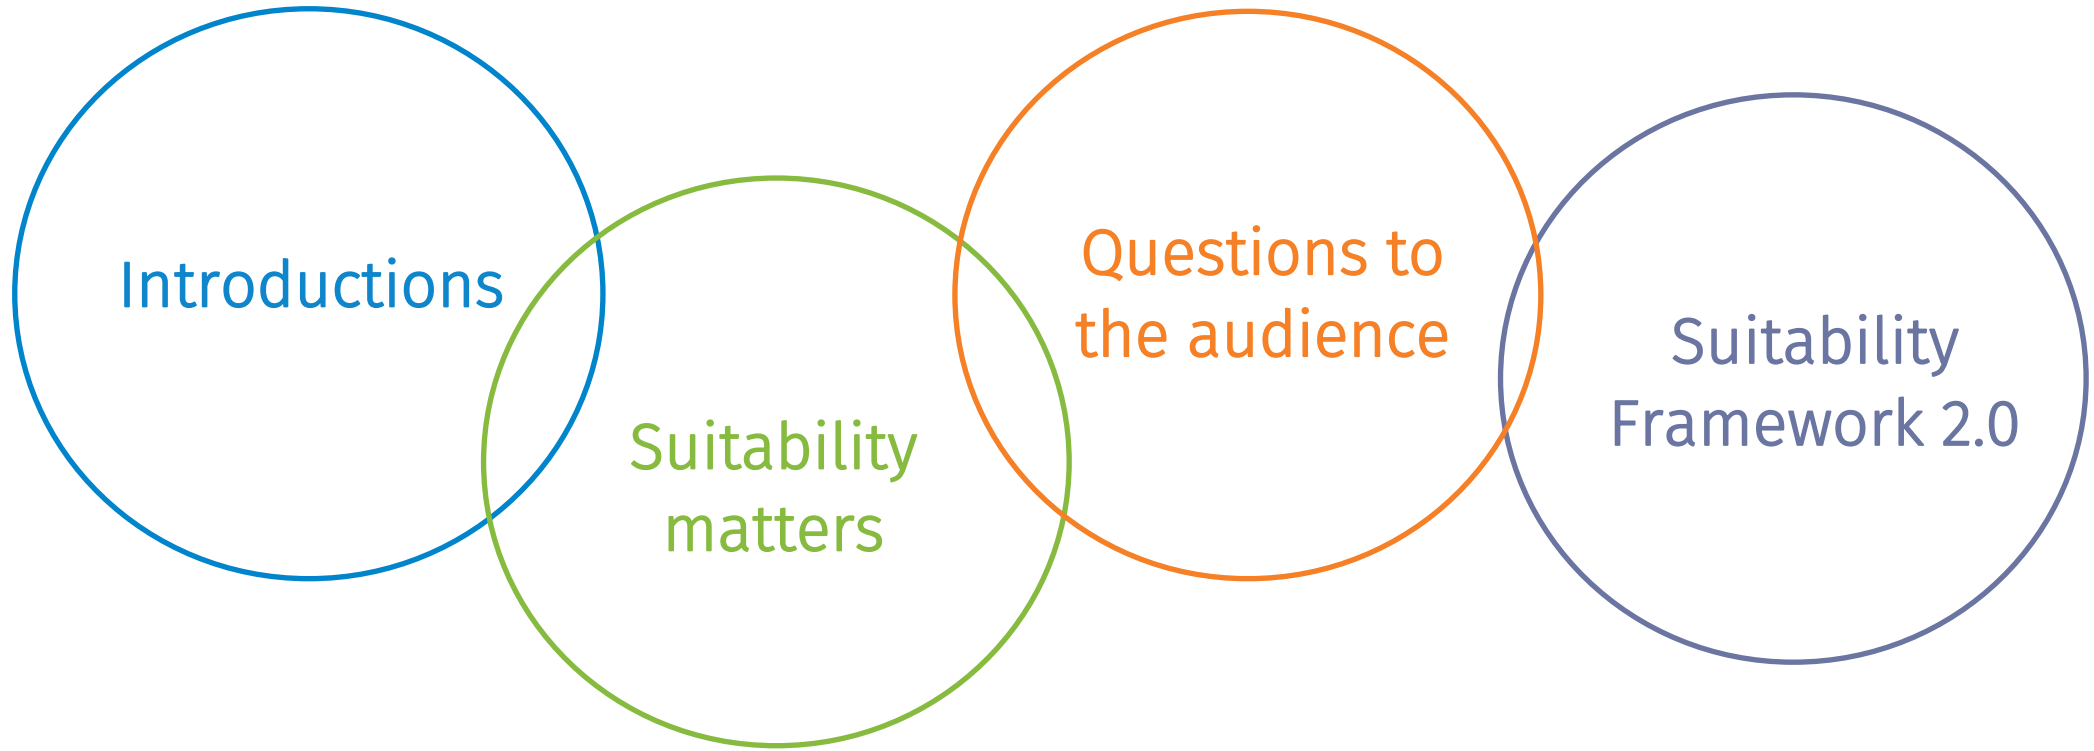 Introductions
Suitability
matters
Questions to
the audience
Suitability
Framework 2.0